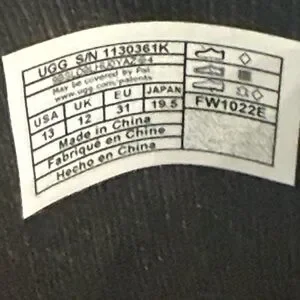 UGG S/N 1130361K
May be covered by Pat.
www.ugg.com/patents
USA UK EU JAPAN
13 12 31 19.5
Made in China
Fabriqué en Chine
Hecho en China
FW1022E